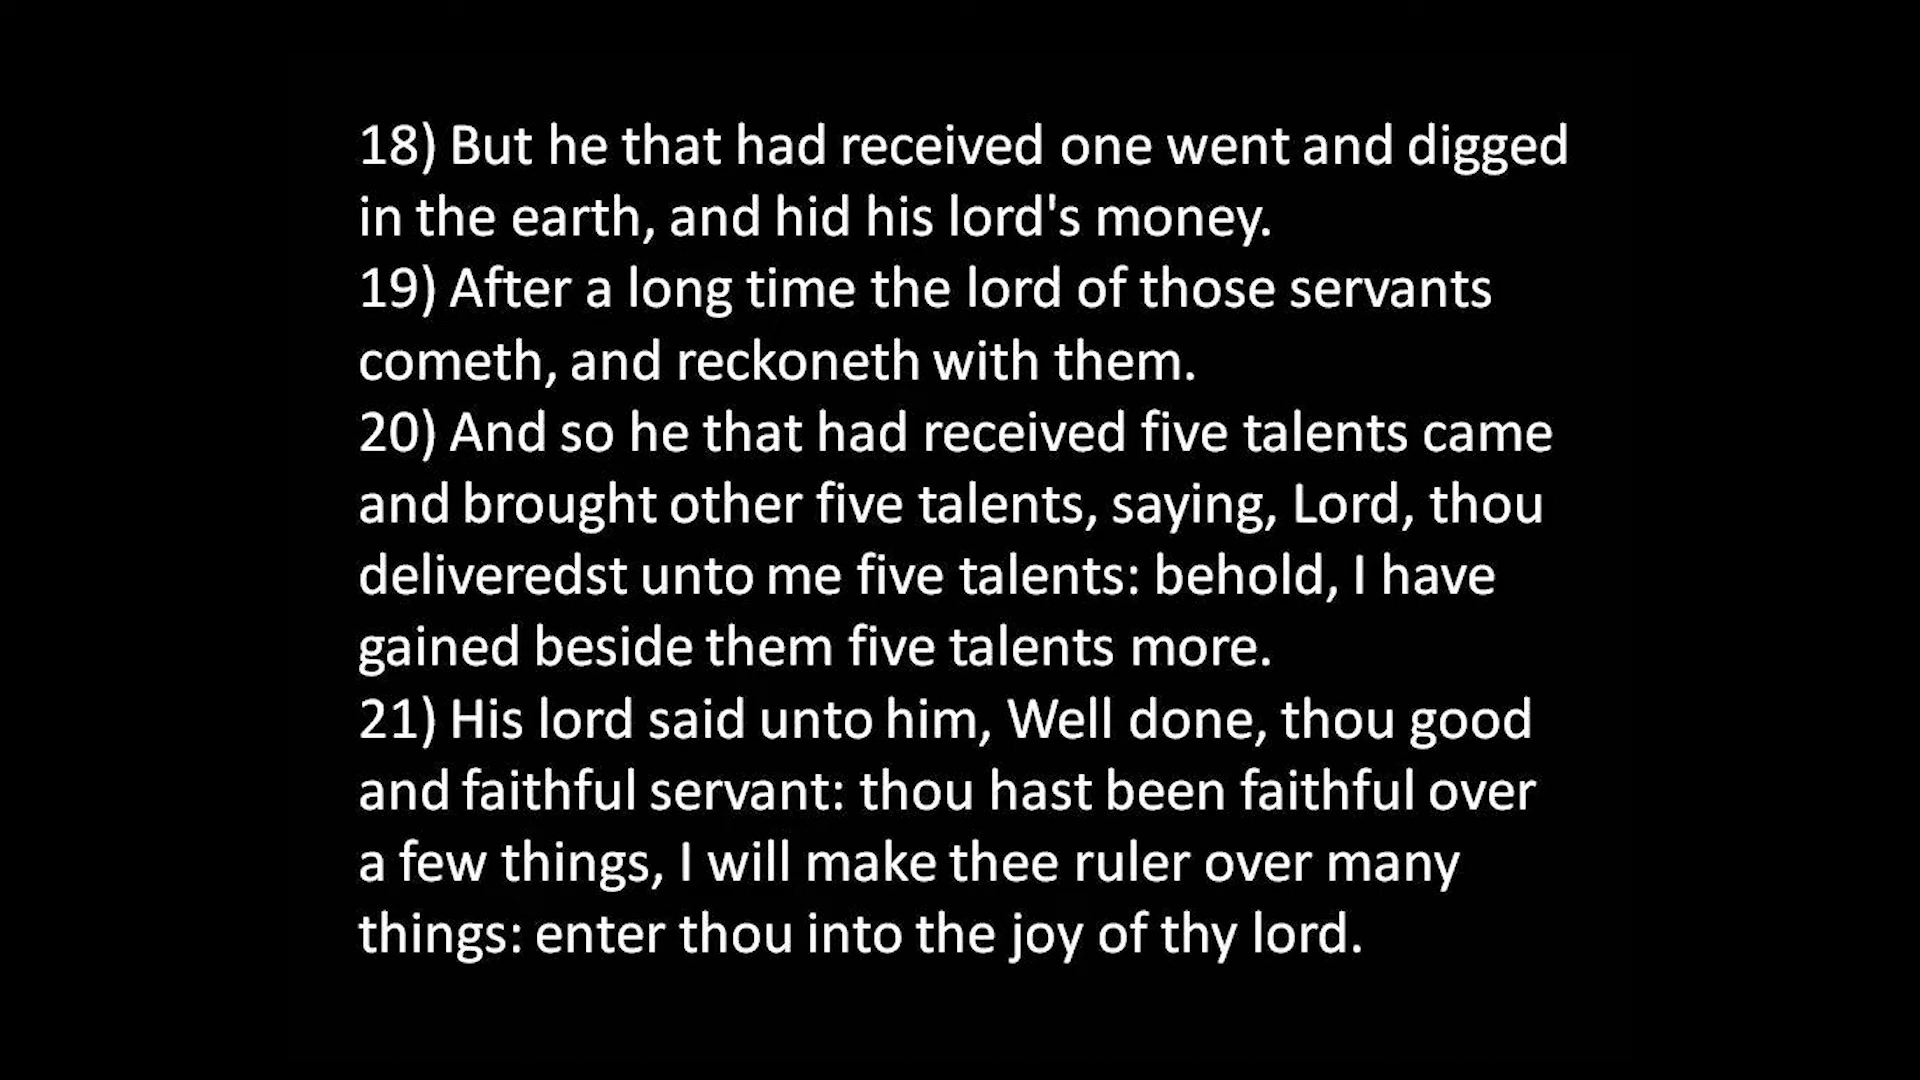 18) But he that had received one went and digged
in the earth, and hid his lord's money.
19) After a long time the lord of those servants
cometh, and reckoneth with them.
20) And so he that had received five talents came
and brought other five talents, saying, Lord, thou
deliveredst unto me five talents: behold, I have
gained beside them five talents more.
21) His lord said unto him, Well done, thou good
and faithful servant: thou hast been faithful over
a few things, I will make thee ruler over many
things: enter thou into the joy of thy lord.